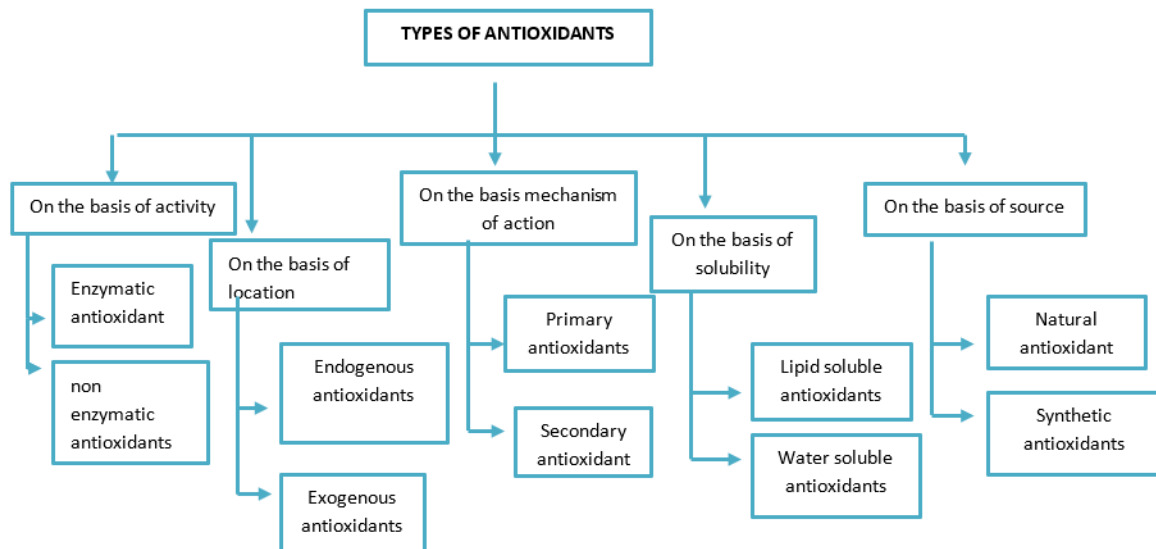 TYPES OF ANTIOXIDANTS
On the basis of activity
Enzymatic
antioxidant
non
enzymatic
antioxidants
On the basis of
location
Endogenous
antioxidants
Exogenous
antioxidants
On the basis mechanism
of action
Primary
antioxidants
Secondary
antioxidant
On the basis of
solubility
Lipid soluble
antioxidants
Water soluble
antioxidants
On the basis of source
Natural
antioxidant
Synthetic
antioxidants